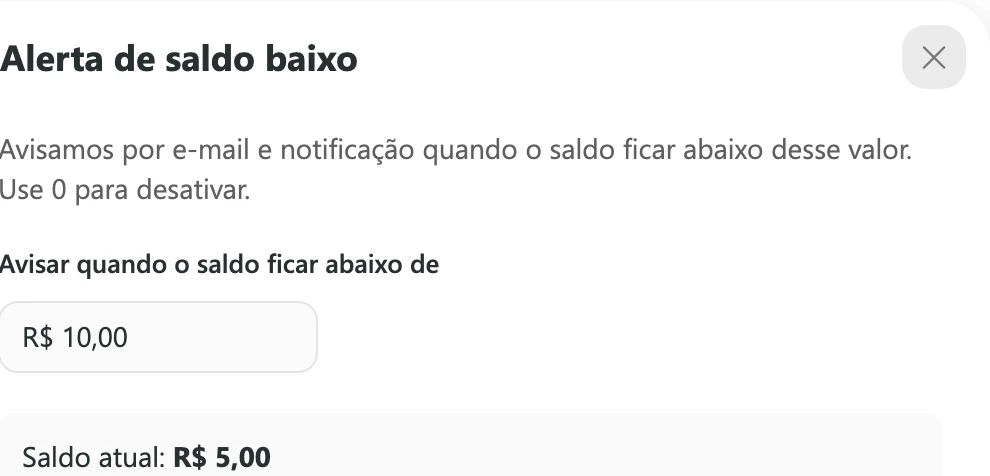 Alerta de saldo baixo
Avisamos por e-mail e notificação quando o saldo ficar abaixo desse valor.
Use 0 para desativar.
Avisar quando o saldo ficar abaixo de
R$ 10,00
Saldo atual: R$ 5,00